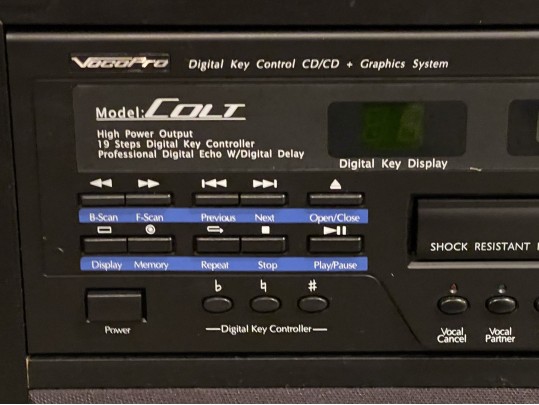 VocoPro Digital Key Control CD/CD + Graphics System
Model: COLT
High Power Output
19 Steps Digital Key Controller
Professional Digital Echo W/Digital Delay
Digital Key Display
B-Scan F-Scan Previous Next Open/Close
Display Memory Repeat Stop Play/Pause
SHOCK RESISTANT
♭ ♮ #
Power
Digital Key Controller
Vocal Cancel
Vocal Partner